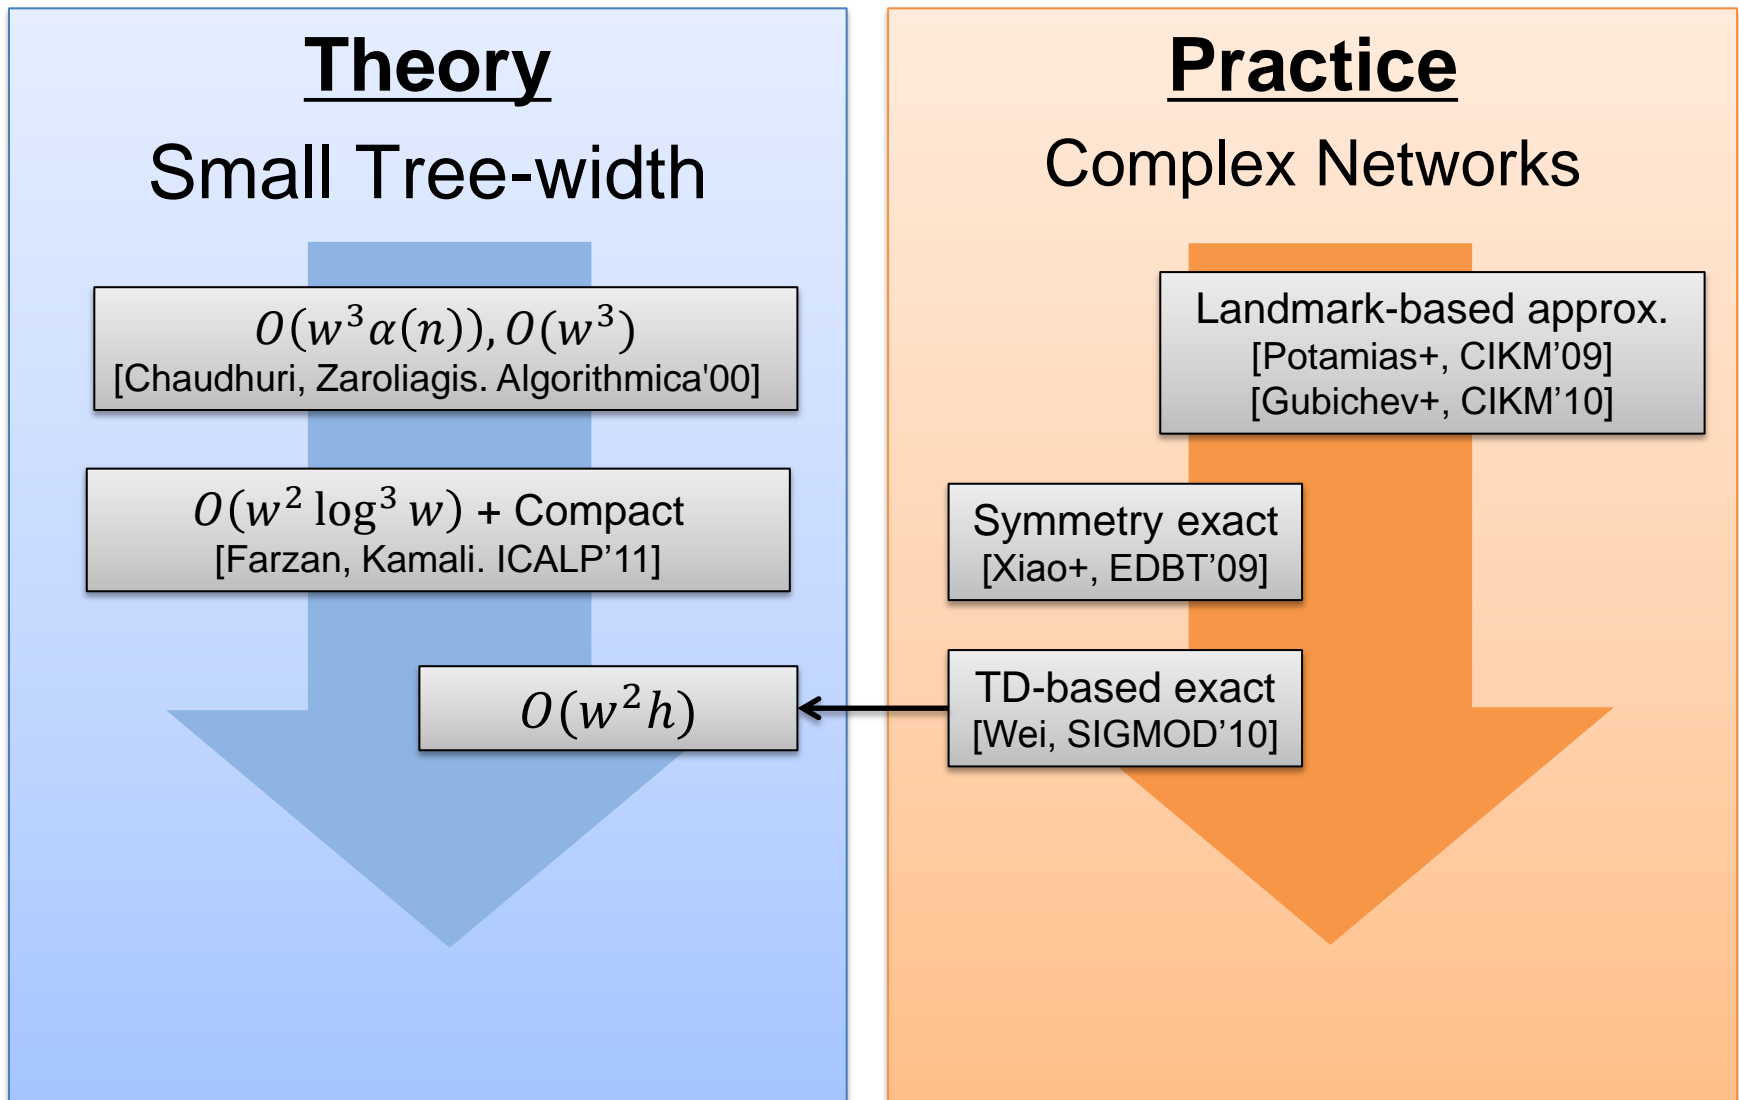 Theory
Small Tree-width
O(w³α(n)), O(w³)
[Chaudhuri, Zaroliagis. Algorithmica'00]
O(w² log³ w) + Compact
[Farzan, Kamali. ICALP’11]
O(w²h)
Practice
Complex Networks
Landmark-based approx.
[Potamias+, CIKM’09]
[Gubichev+, CIKM’10]
Symmetry exact
[Xiao+, EDBT’09]
TD-based exact
[Wei, SIGMOD’10]